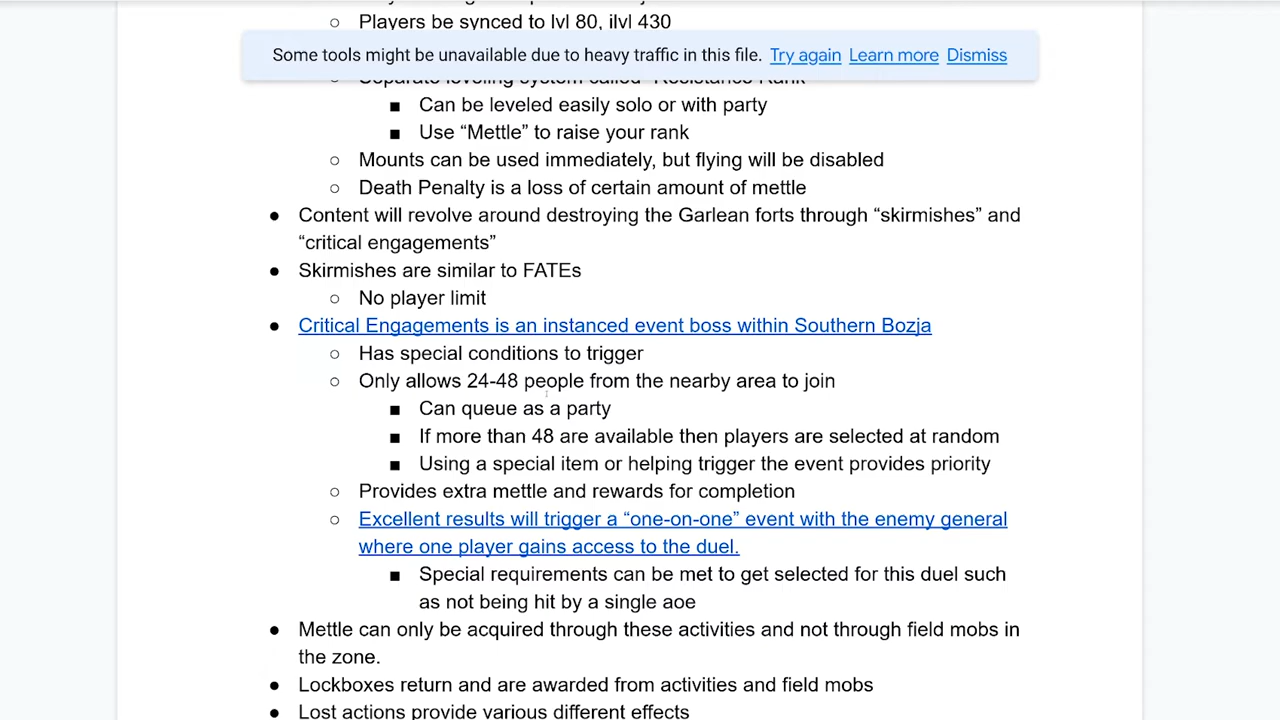 ○ Players be synced to lvl 80, ilvl 430
Some tools might be unavailable due to heavy traffic in this file. Try again Learn more Dismiss
○ Separate leveling system called "Resistance Rank"
■ Can be leveled easily solo or with party
■ Use “Mettle” to raise your rank
○ Mounts can be used immediately, but flying will be disabled
○ Death Penalty is a loss of certain amount of mettle
● Content will revolve around destroying the Garlean forts through “skirmishes” and
“critical engagements”
● Skirmishes are similar to FATEs
○ No player limit
● Critical Engagements is an instanced event boss within Southern Bozja
○ Has special conditions to trigger
○ Only allows 24-48 people from the nearby area to join
■ Can queue as a party
■ If more than 48 are available then players are selected at random
■ Using a special item or helping trigger the event provides priority
○ Provides extra mettle and rewards for completion
○ Excellent results will trigger a “one-on-one” event with the enemy general
where one player gains access to the duel.
■ Special requirements can be met to get selected for this duel such
as not being hit by a single aoe
● Mettle can only be acquired through these activities and not through field mobs in
the zone.
● Lockboxes return and are awarded from activities and field mobs
● Lost actions provide various different effects